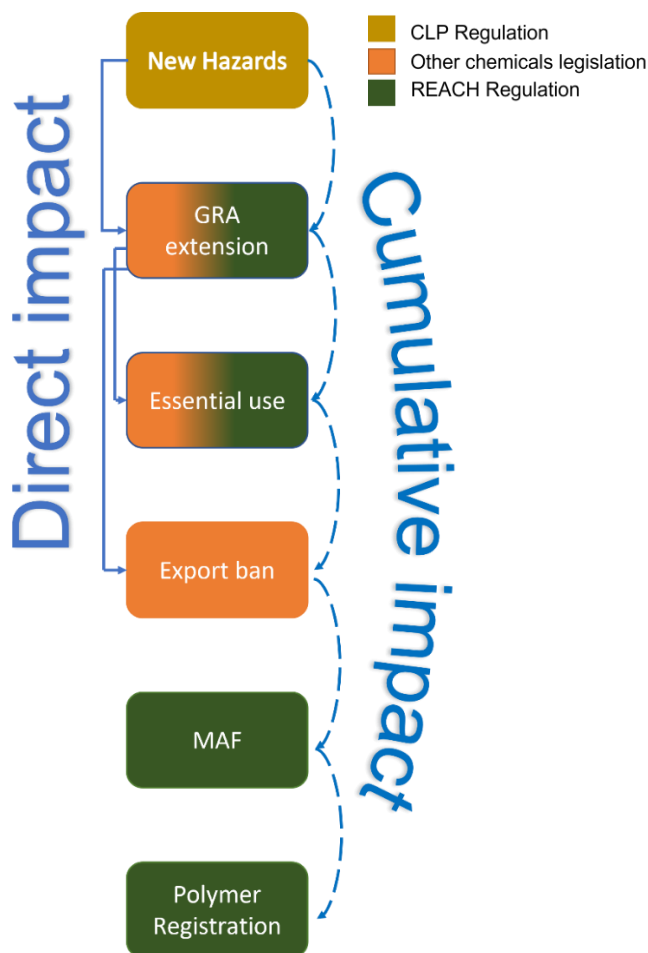 CLP Regulation
Other chemicals legislation
REACH Regulation
New Hazards
GRA
extension
Essential use
Export ban
MAF
Polymer
Registration
Direct impact
Cumulative impact